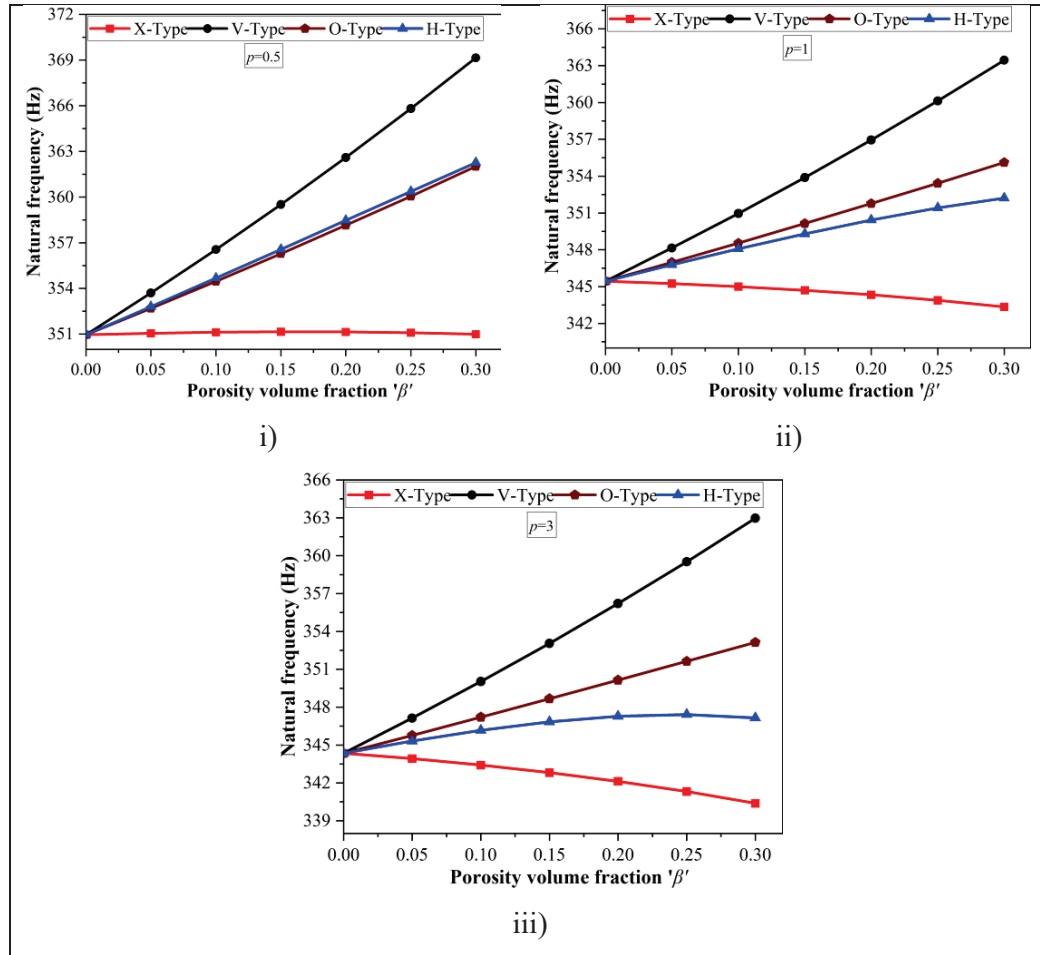 372
X-Type V-Type O-Type H-Type
p=0.5
369
366
363
360
357
354
351
Natural frequency (Hz)
0.00 0.05 0.10 0.15 0.20 0.25 0.30
Porosity volume fraction 'β'
i)
366
X-Type V-Type O-Type H-Type
p=1
363
360
357
354
351
348
345
342
Natural frequency (Hz)
0.00 0.05 0.10 0.15 0.20 0.25 0.30
Porosity volume fraction 'β'
ii)
366
X-Type V-Type O-Type H-Type
p=3
363
360
357
354
351
348
345
342
339
Natural frequency (Hz)
0.00 0.05 0.10 0.15 0.20 0.25 0.30
Porosity volume fraction 'β'
iii)